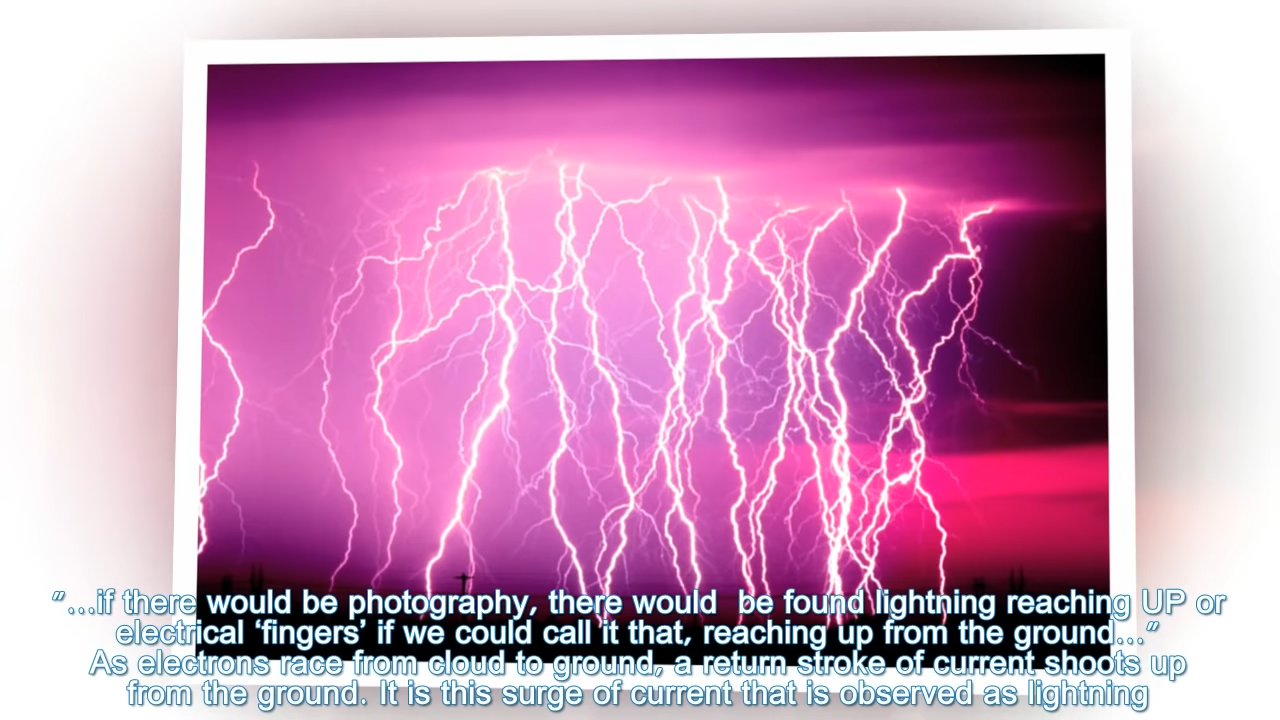 “...if there would be photography, there would  be found lightning reaching UP or
electrical ‘fingers’ if we could call it that, reaching up from the ground...”
As electrons race from cloud to ground, a return stroke of current shoots up
from the ground. It is this surge of current that is observed as lightning